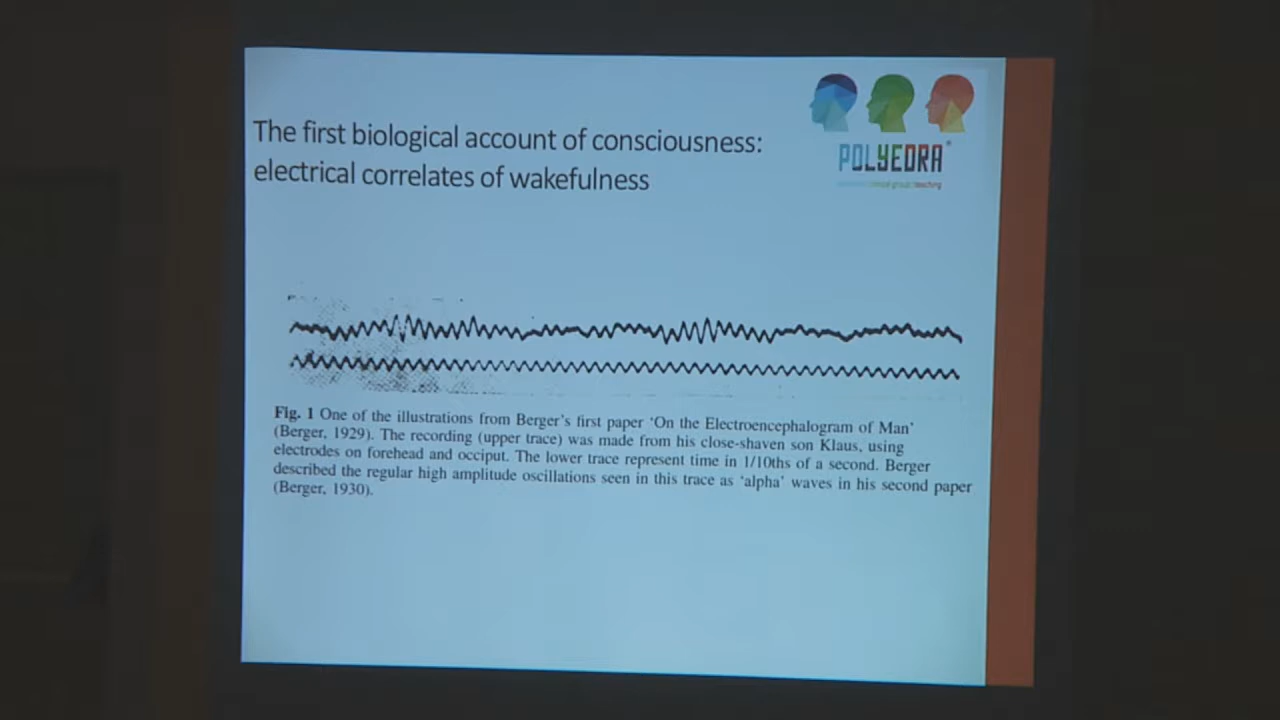 The first biological account of consciousness:
electrical correlates of wakefulness
POLYEDRA
Fig. 1 One of the illustrations from Berger's first paper 'On the Electroencephalogram of Man'
(Berger, 1929). The recording (upper trace) was made from his close-shaven son Klaus, using
electrodes on forehead and occiput. The lower trace represent time in 1/10ths of a second. Berger
described the regular high amplitude oscillations seen in this trace as 'alpha' waves in his second paper
(Berger, 1930).